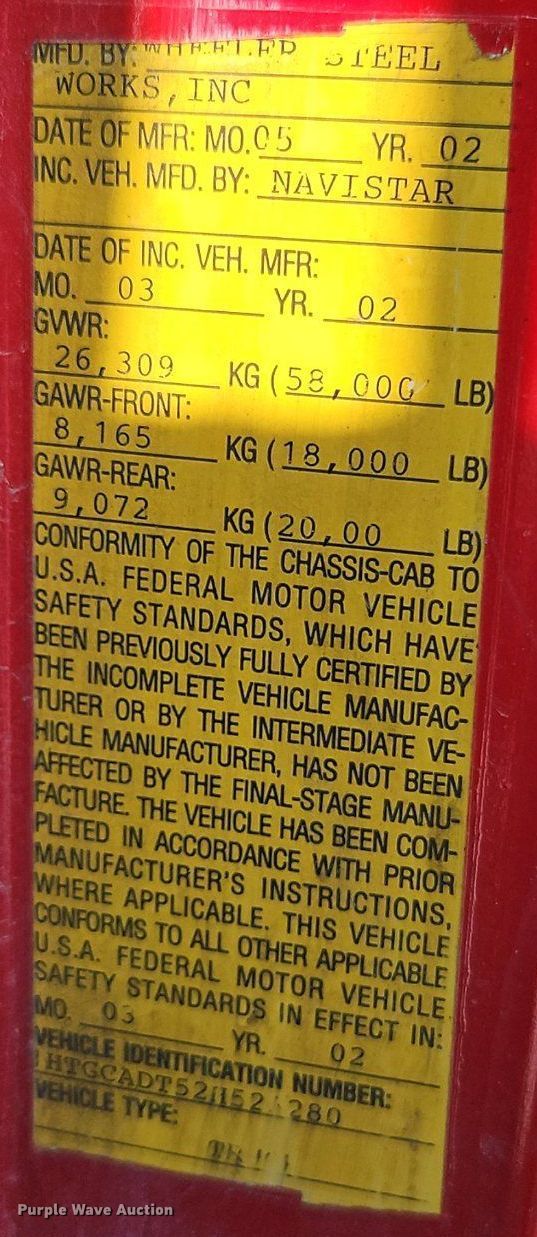 MFD. BY: WHEELER STEEL
WORKS, INC
DATE OF MFR: MO. 05 YR. 02
INC. VEH. MFD. BY: NAVISTAR
DATE OF INC. VEH. MFR:
MO. 03 YR. 02
GVWR:
26,309 KG (58,000 LB)
GAWR-FRONT:
8,165 KG (18,000 LB)
GAWR-REAR:
9,072 KG (20,00 LB)
CONFORMITY OF THE CHASSIS-CAB TO
U.S.A. FEDERAL MOTOR VEHICLE
SAFETY STANDARDS, WHICH HAVE
BEEN PREVIOUSLY FULLY CERTIFIED BY
THE INCOMPLETE VEHICLE MANUFAC-
TURER OR BY THE INTERMEDIATE VE-
HICLE MANUFACTURER, HAS NOT BEEN
AFFECTED BY THE FINAL-STAGE MANU-
FACTURE. THE VEHICLE HAS BEEN COM-
PLETED IN ACCORDANCE WITH PRIOR
MANUFACTURER'S INSTRUCTIONS,
WHERE APPLICABLE. THIS VEHICLE
CONFORMS TO ALL OTHER APPLICABLE
U.S.A. FEDERAL MOTOR VEHICLE
SAFETY STANDARDS IN EFFECT IN:
MO. 03 YR. 02
VEHICLE IDENTIFICATION NUMBER:
VEHICLE TYPE:
Purple Wave Auction